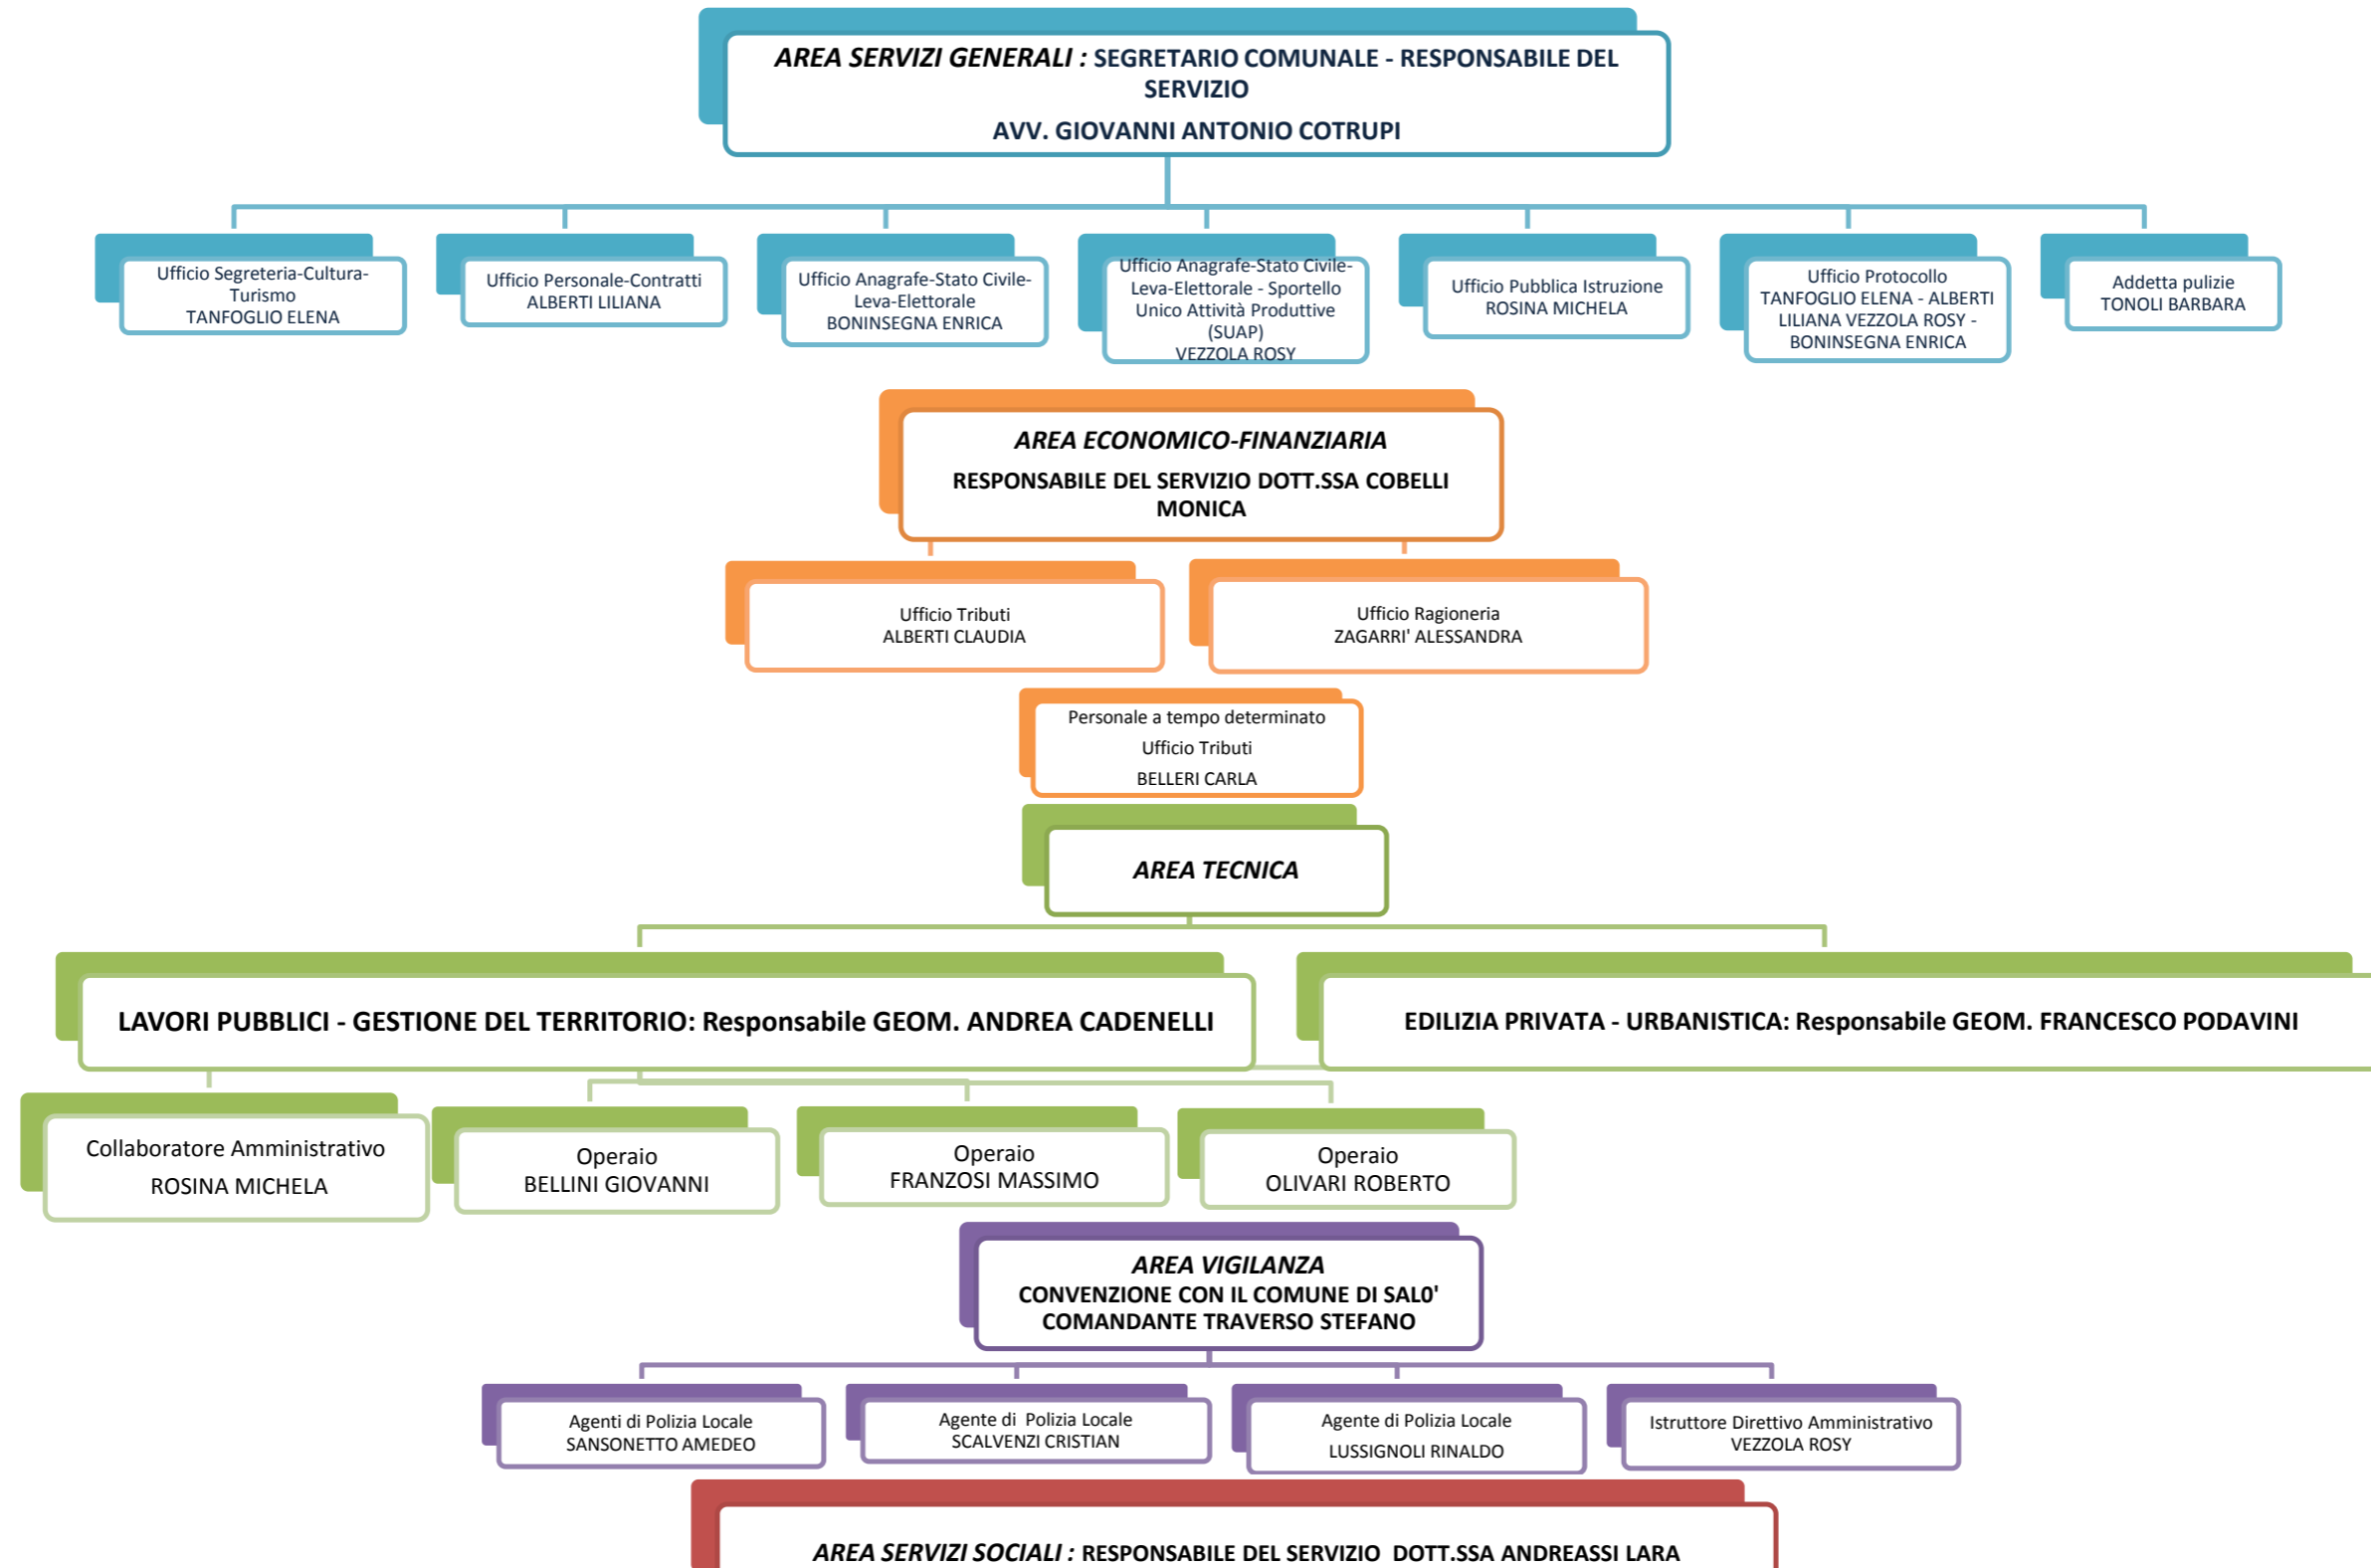 AREA SERVIZI GENERALI : SEGRETARIO COMUNALE - RESPONSABILE DEL
SERVIZIO
AVV. GIOVANNI ANTONIO COTRUPI
Ufficio Segreteria-Cultura-
Turismo
TANFOGLIO ELENA
Ufficio Personale-Contratti
ALBERTI LILIANA
Ufficio Anagrafe-Stato Civile-
Leva-Elettorale
BONINSEGNA ENRICA
Ufficio Anagrafe-Stato Civile-
Leva-Elettorale - Sportello
Unico Attività Produttive
(SUAP)
VEZZOLA ROSY
Ufficio Pubblica Istruzione
ROSINA MICHELA
Ufficio Protocollo
TANFOGLIO ELENA - ALBERTI
LILIANA VEZZOLA ROSY -
BONINSEGNA ENRICA
Addetta pulizie
TONOLI BARBARA
AREA ECONOMICO-FINANZIARIA
RESPONSABILE DEL SERVIZIO DOTT.SSA COBELLI
MONICA
Ufficio Tributi
ALBERTI CLAUDIA
Ufficio Ragioneria
ZAGARRI' ALESSANDRA
Personale a tempo determinato
Ufficio Tributi
BELLERI CARLA
AREA TECNICA
LAVORI PUBBLICI - GESTIONE DEL TERRITORIO: Responsabile GEOM. ANDREA CADENELLI
EDILIZIA PRIVATA - URBANISTICA: Responsabile GEOM. FRANCESCO PODAVINI
Collaboratore Amministrativo
ROSINA MICHELA
Operaio
BELLINI GIOVANNI
Operaio
FRANZOSI MASSIMO
Operaio
OLIVARI ROBERTO
AREA VIGILANZA
CONVENZIONE CON IL COMUNE DI SAL0'
COMANDANTE TRAVERSO STEFANO
Agenti di Polizia Locale
SANSONETTO AMEDEO
Agente di Polizia Locale
SCALVENZI CRISTIAN
Agente di Polizia Locale
LUSSIGNOLI RINALDO
Istruttore Direttivo Amministrativo
VEZZOLA ROSY
AREA SERVIZI SOCIALI : RESPONSABILE DEL SERVIZIO DOTT.SSA ANDREASSI LARA